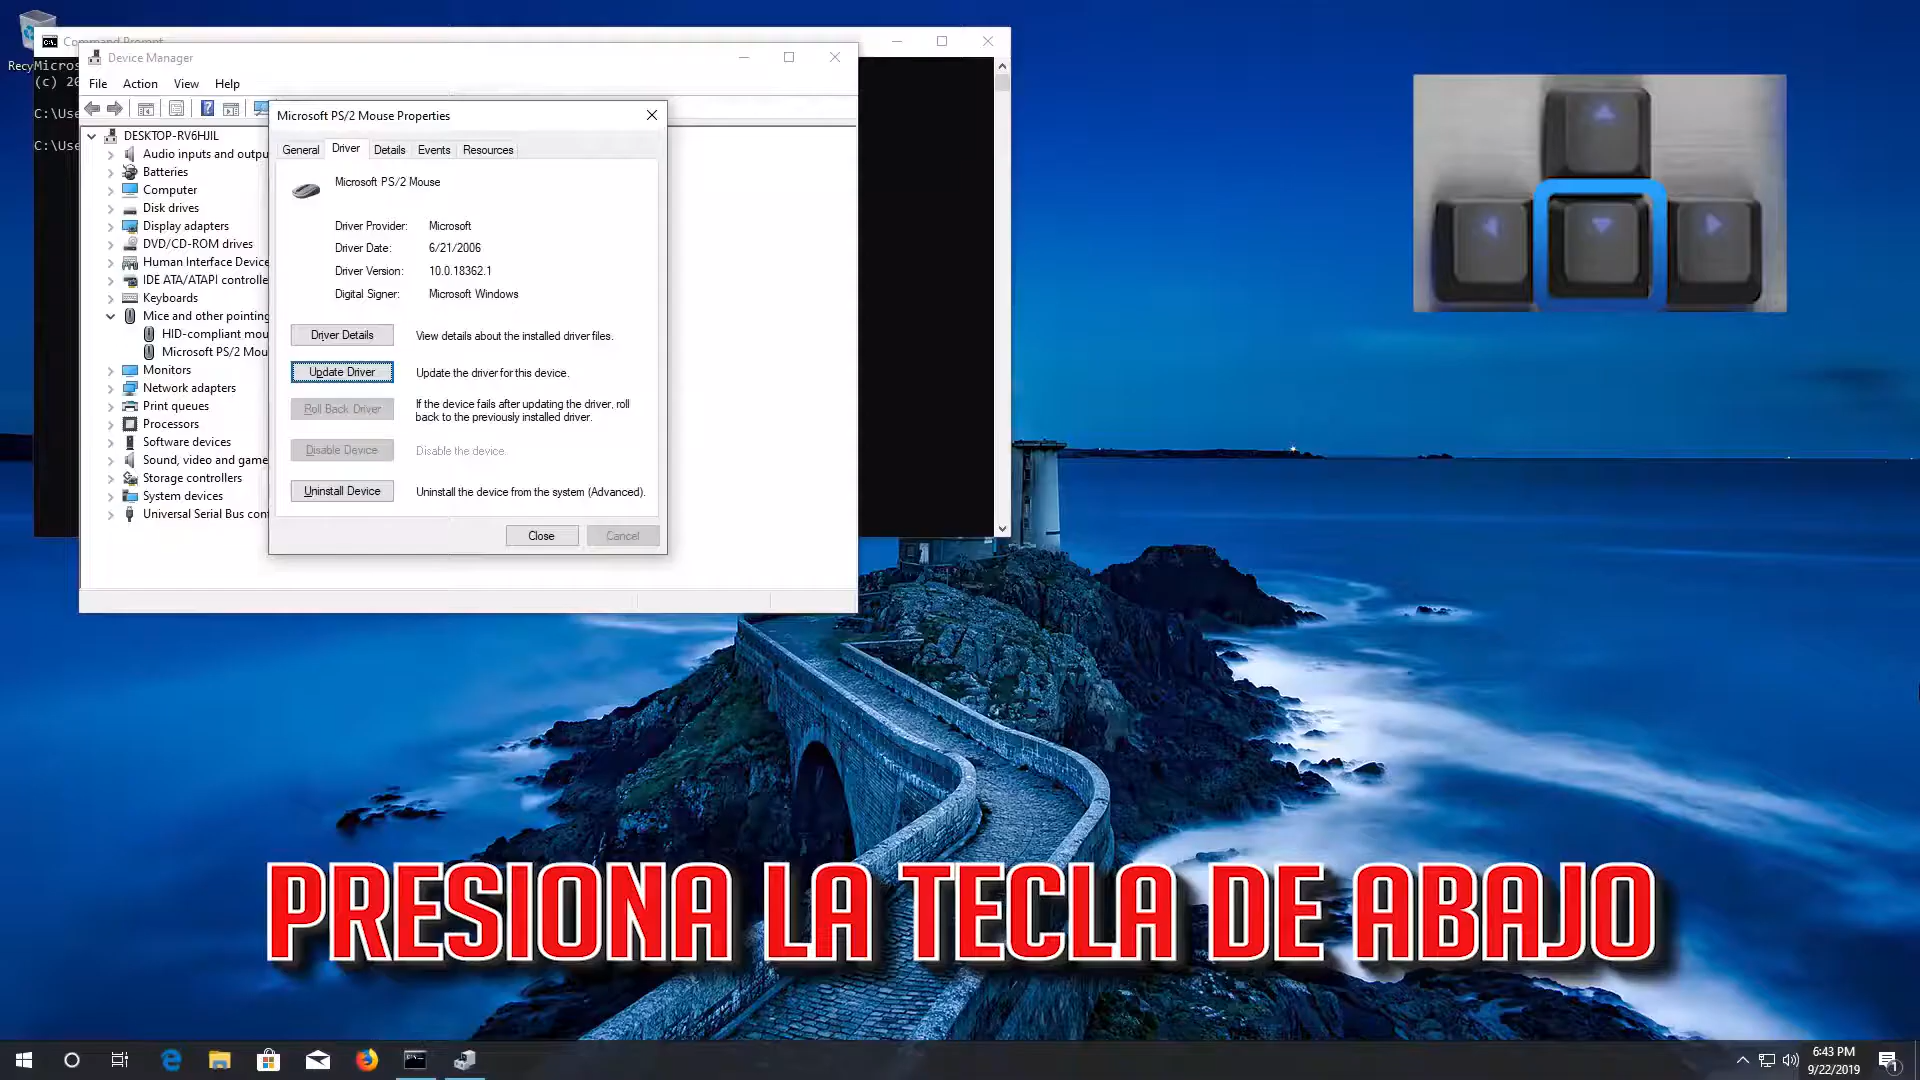 Command Prompt
Recy
Micros
(c) 20
C:\Use
C:\Use
Device Manager
File Action View Help
DESKTOP-RV6HJIL
Audio inputs and outpu
Batteries
Computer
Disk drives
Display adapters
DVD/CD-ROM drives
Human Interface Device
IDE ATA/ATAPI controlle
Keyboards
Mice and other pointing
HID-compliant mou
Microsoft PS/2 Mou
Monitors
Network adapters
Print queues
Processors
Software devices
Sound, video and game
Storage controllers
System devices
Universal Serial Bus cont
Microsoft PS/2 Mouse Properties
General Driver Details Events Resources
Microsoft PS/2 Mouse
Driver Provider: Microsoft
Driver Date: 6/21/2006
Driver Version: 10.0.18362.1
Digital Signer: Microsoft Windows
Driver Details View details about the installed driver files.
Update Driver Update the driver for this device.
Roll Back Driver If the device fails after updating the driver, roll
back to the previously installed driver.
Disable Device Disable the device.
Uninstall Device Uninstall the device from the system (Advanced).
Close Cancel
PRESIONA LA TECLA DE ABAJO
6:43 PM
9/22/2019
1